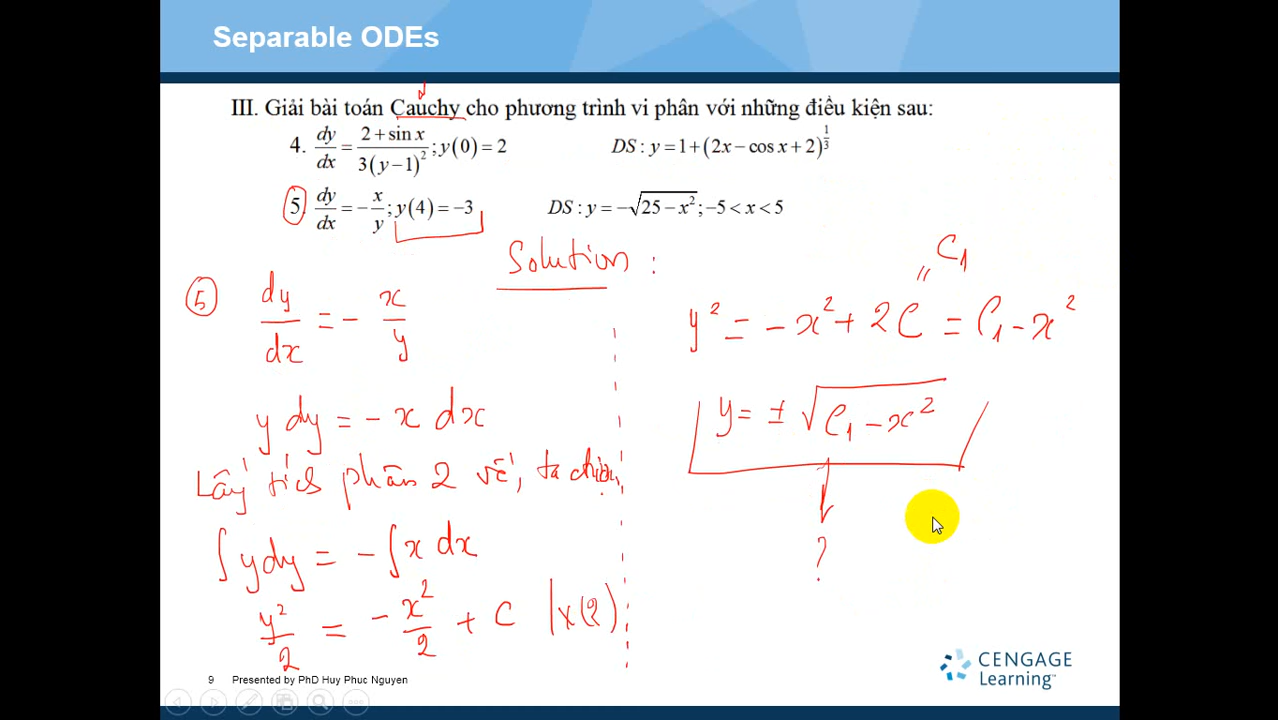 Separable ODEs
III. Giải bài toán Cauchy cho phương trình vi phân với những điều kiện sau:
4. dy/dx = (2 + sin x)/(3(y−1)²); y(0) = 2    DS: y = 1 + (2x − cos x + 2)^(1/3)
5. dy/dx = −x/y; y(4) = −3    DS: y = −√(25 − x²); −5 < x < 5
Solution:
5 dy/dx = − x/y
y dy = − x dx
Lấy tích phân 2 vế, ta được
∫ y dy = − ∫ x dx
y²/2 = − x²/2 + C |x(2)
" C₁
y² = − x² + 2C = C₁ − x²
y = ± √(C₁ − x²)
?
9 Presented by PhD Huy Phuc Nguyen
CENGAGE
Learning™